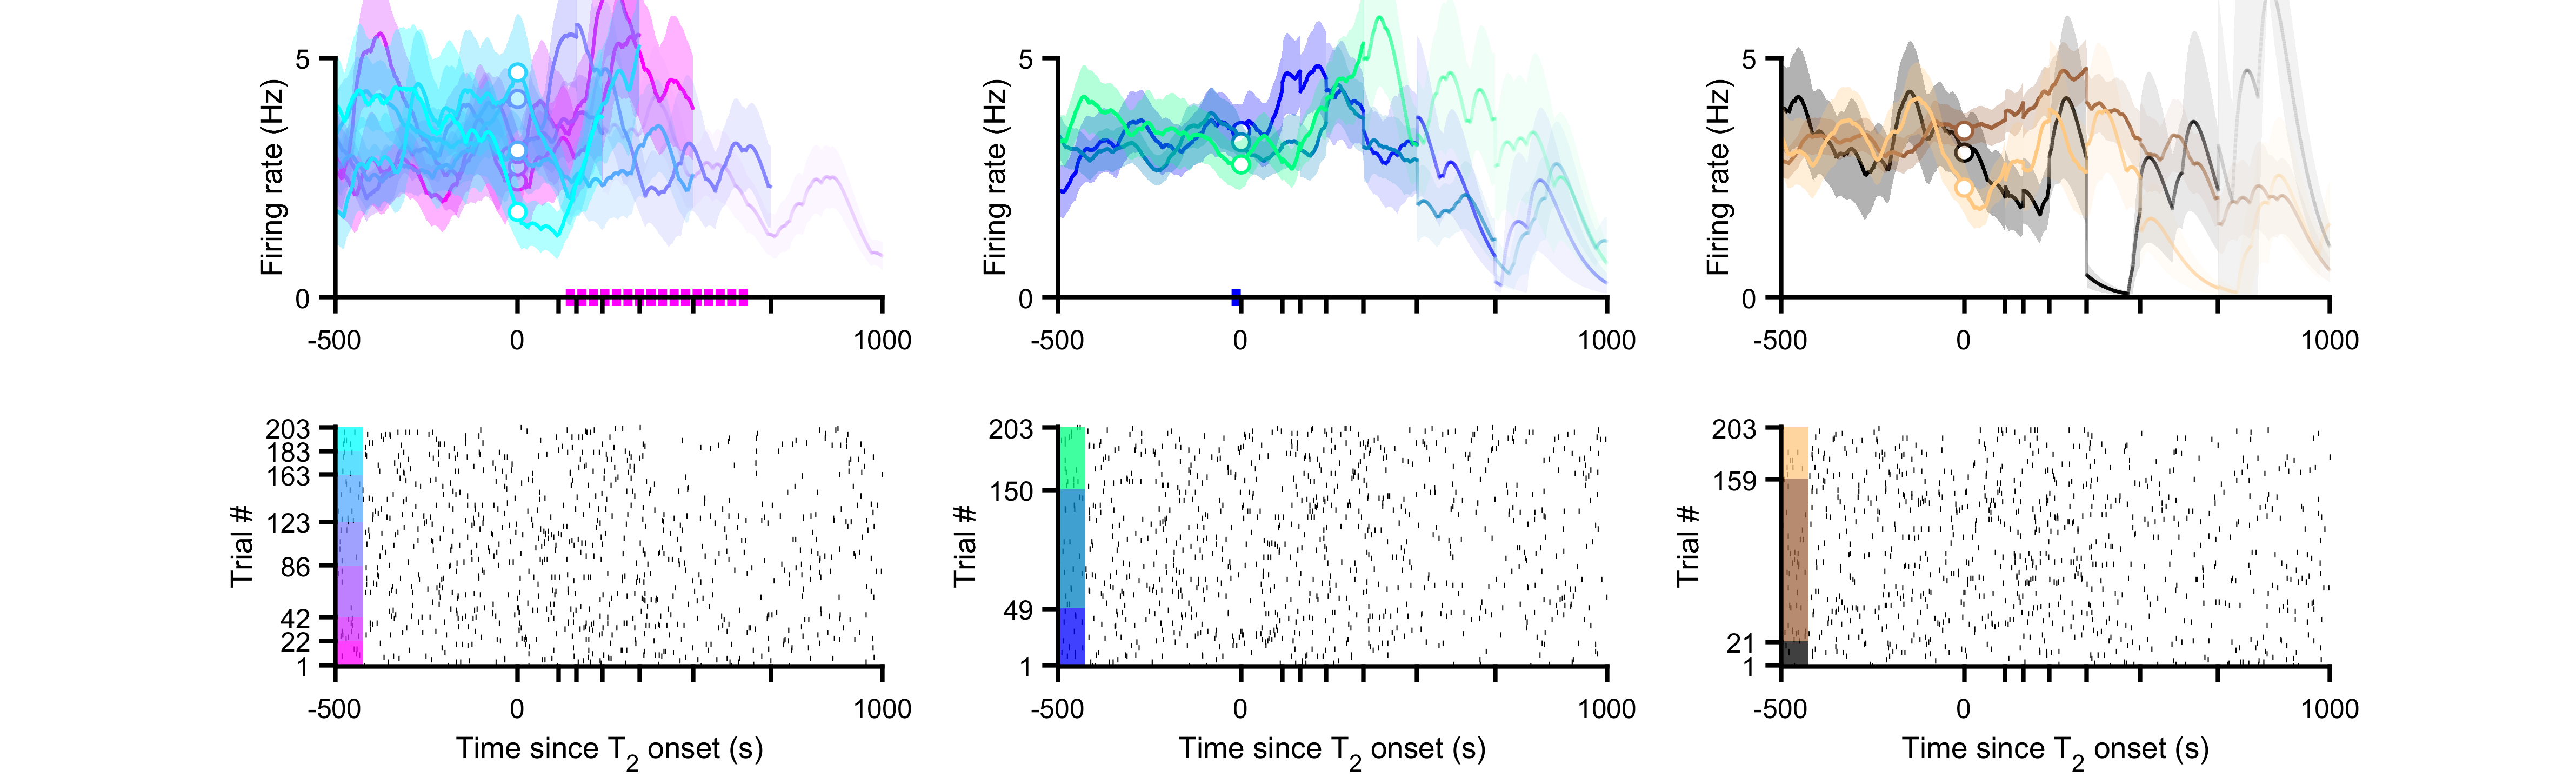 5
0
Firing rate (Hz)
-500 0 1000
5
0
Firing rate (Hz)
-500 0 1000
5
0
Firing rate (Hz)
-500 0 1000
203
183
163
123
86
42
22
1
Trial #
-500 0 1000
Time since T2 onset (s)
203
150
49
1
Trial #
-500 0 1000
Time since T2 onset (s)
203
159
21
1
Trial #
-500 0 1000
Time since T2 onset (s)